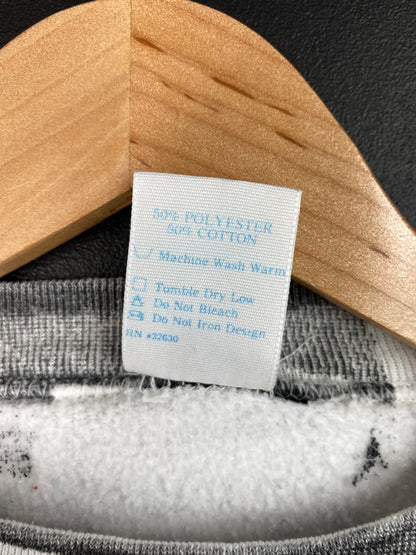 50% POLYESTER
50% COTTON
Machine Wash Warm
Tumble Dry Low
Do Not Bleach
Do Not Iron Design
RN #32630